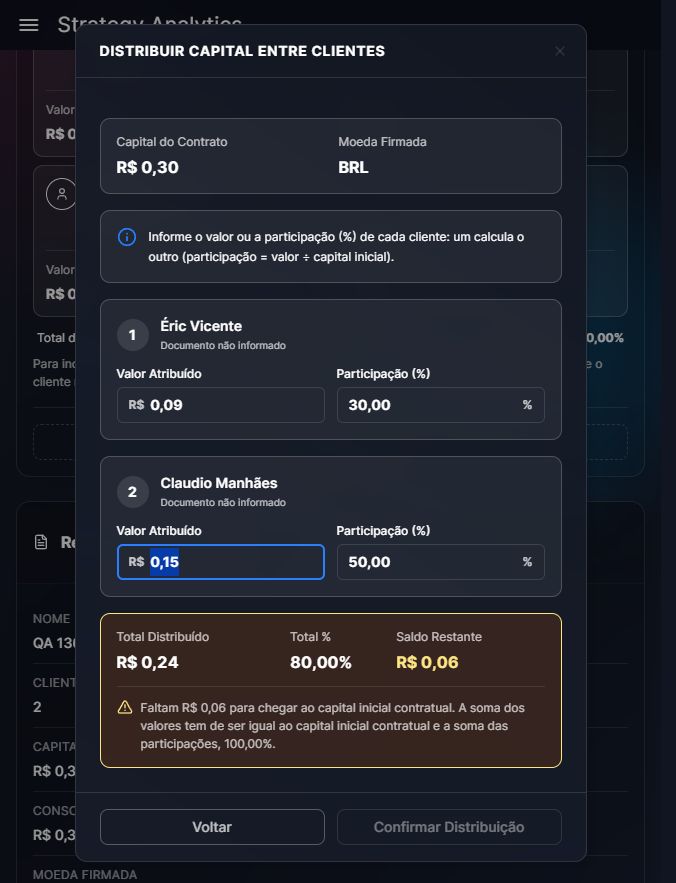 DISTRIBUIR CAPITAL ENTRE CLIENTES
Capital do Contrato
Moeda Firmada
R$ 0,30
BRL
Informe o valor ou a participação (%) de cada cliente: um calcula o
outro (participação = valor ÷ capital inicial).
1
Éric Vicente
Documento não informado
Valor Atribuído
Participação (%)
R$ 0,09
30,00 %
2
Claudio Manhães
Documento não informado
Valor Atribuído
Participação (%)
R$ 0,15
50,00 %
Total Distribuído
Total %
Saldo Restante
R$ 0,24
80,00%
R$ 0,06
Faltam R$ 0,06 para chegar ao capital inicial contratual. A soma dos
valores tem de ser igual ao capital inicial contratual e a soma das
participações, 100,00%.
Voltar
Confirmar Distribuição
Valor
R$ 0
Valor
R$ 0
Total d
0,00%
cliente
NOME
QA 130
CLIENT
2
CAPITA
R$ 0,3
CONSO
R$ 0,3
MOEDA FIRMADA